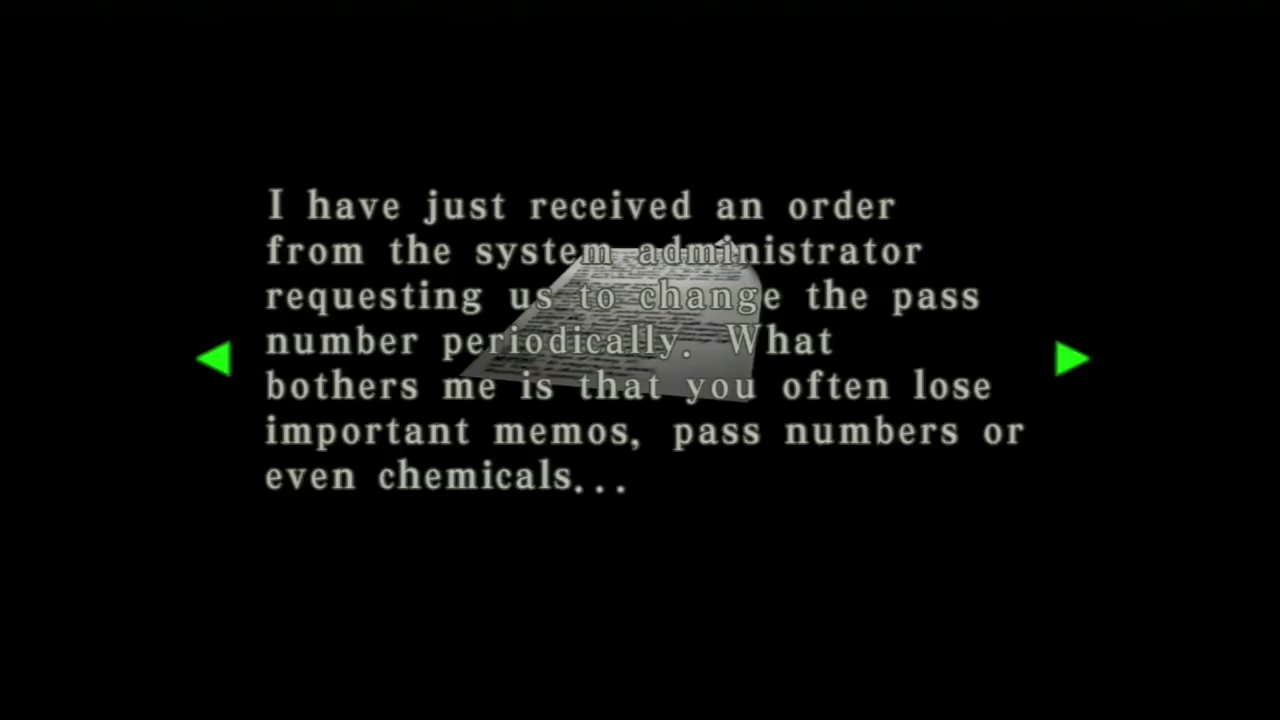 I have just received an order
from the system administrator
requesting us to change the pass
number periodically. What
bothers me is that you often lose
important memos, pass numbers or
even chemicals...